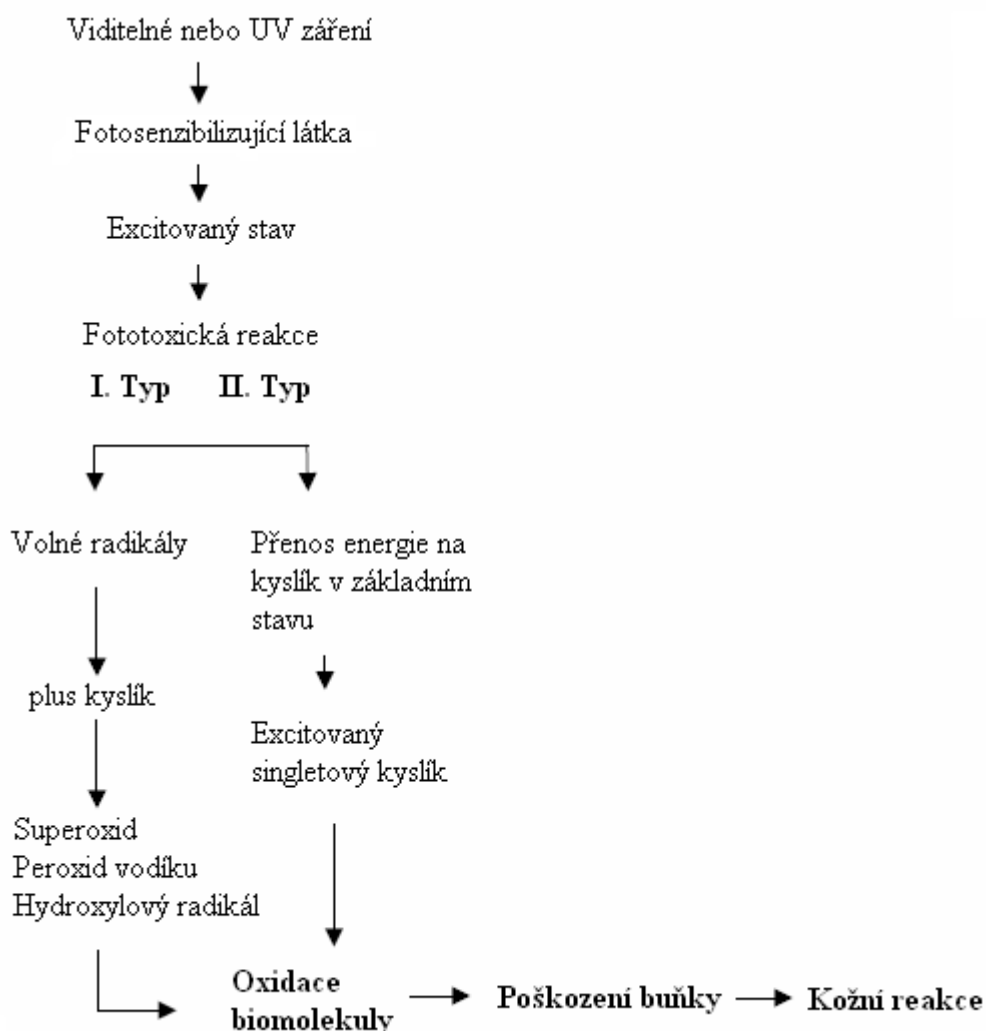 Viditelné nebo UV záření
Fotosenzibilizující látka
Excitovaný stav
Fototoxická reakce
I. Typ II. Typ
Volné radikály
Přenos energie na
kyslík v základním
stavu
plus kyslík
Excitovaný
singletový kyslík
Superoxid
Peroxid vodíku
Hydroxylový radikál
Oxidace
biomolekuly
Poškození buňky
Kožní reakce